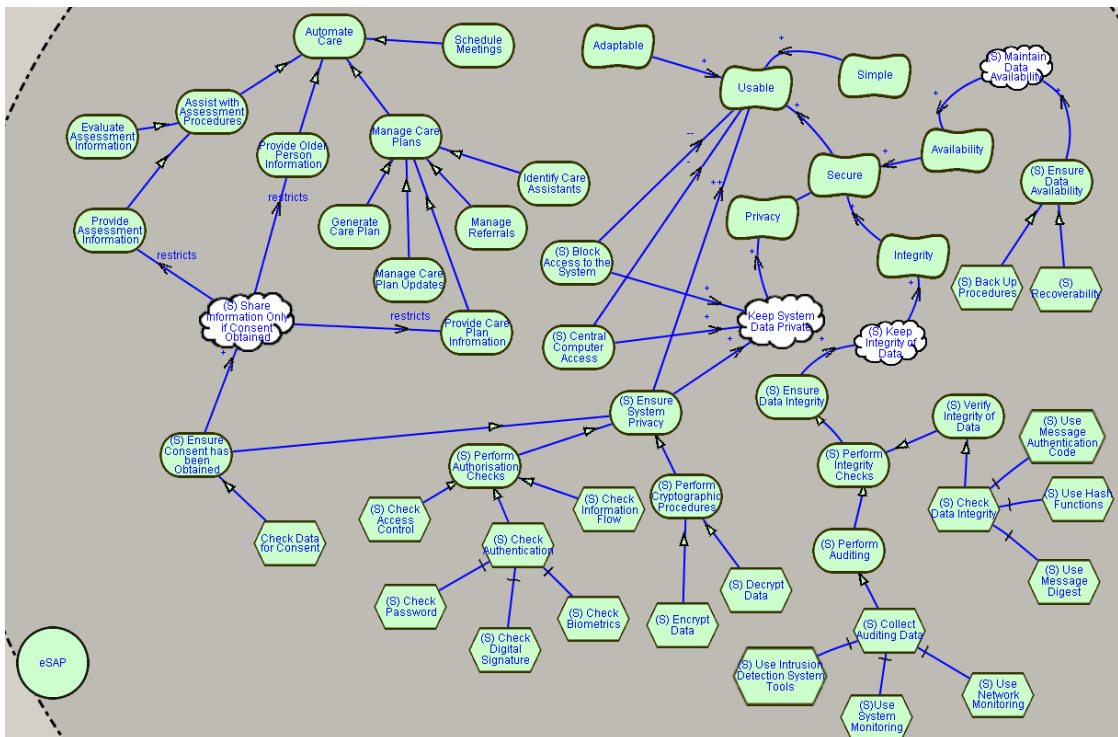 Automate
Care
Schedule
Meetings
Adaptable
+
+
Simple
Usable
(S) Maintain
Data
Availability
Assist with
Assessment
Procedures
Evaluate
Assessment
Information
Provide Older
Person
Information
Manage Care
Plans
Identify Care
Assistants
--
-
++
+
+
+
Availability
+
Secure
(S) Ensure
Data
Availability
restricts
Provide
Assessment
Information
restricts
Generate
Care Plan
Manage
Referrals
Privacy
+
+
Integrity
(S) Block
Access to the
System
Manage Care
Plan Updates
(S) Back Up
Procedures
(S)
Recoverability
(S) Share
Information Only
if Consent
Obtained
restricts
Provide Care
Plan Infromation
+
+
+
Keep System
Data Private
+
(S) Keep
Integrity of
Data
(S) Central
Computer
Access
+
+
(S) Ensure
Data Integrity
(S) Ensure
System
Privacy
(S) Verify
Integrity of
Data
(S) Use
Message
Authentication
Code
(S) Ensure
Consent has
been
Obtained
(S) Perform
Authorisation
Checks
(S) Perform
Integrity
Checks
(S) Use Hash
Functions
(S) Perform
Cryptographic
Procedures
(S) Check
Information
Flow
(S) Check
Access
Control
(S) Check
Data Integrity
Check Data
for Consent
(S) Check
Authentication
(S) Perform
Auditing
(S) Use
Message
Digest
(S) Decrypt
Data
(S) Check
Password
(S) Check
Biometrics
(S) Encrypt
Data
(S) Check
Digital
Signature
(S) Collect
Auditing Data
eSAP
(S) Use Intrusion
Detection System
Tools
(S)Use
System
Monitoring
(S) Use
Network
Monitoring